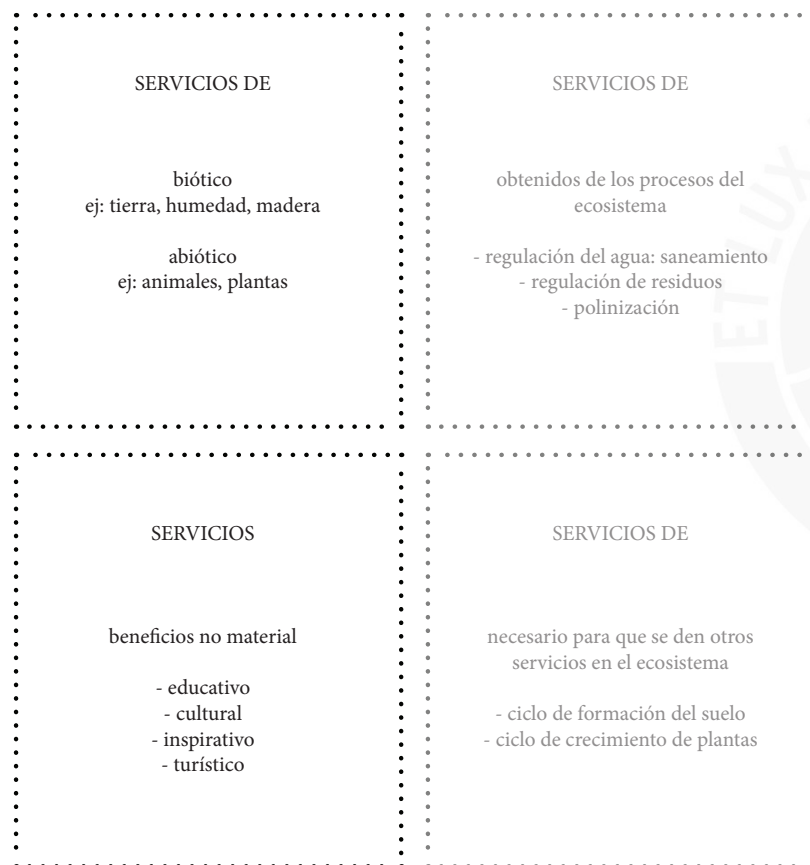 SERVICIOS DE
biótico
ej: tierra, humedad, madera
abiótico
ej: animales, plantas
SERVICIOS DE
obtenidos de los procesos del
ecosistema
- regulación del agua: saneamiento
- regulación de residuos
- polinización
ET LUX
SERVICIOS
beneficios no material
- educativo
- cultural
- inspirativo
- turístico
SERVICIOS DE
necesario para que se den otros
servicios en el ecosistema
- ciclo de formación del suelo
- ciclo de crecimiento de plantas